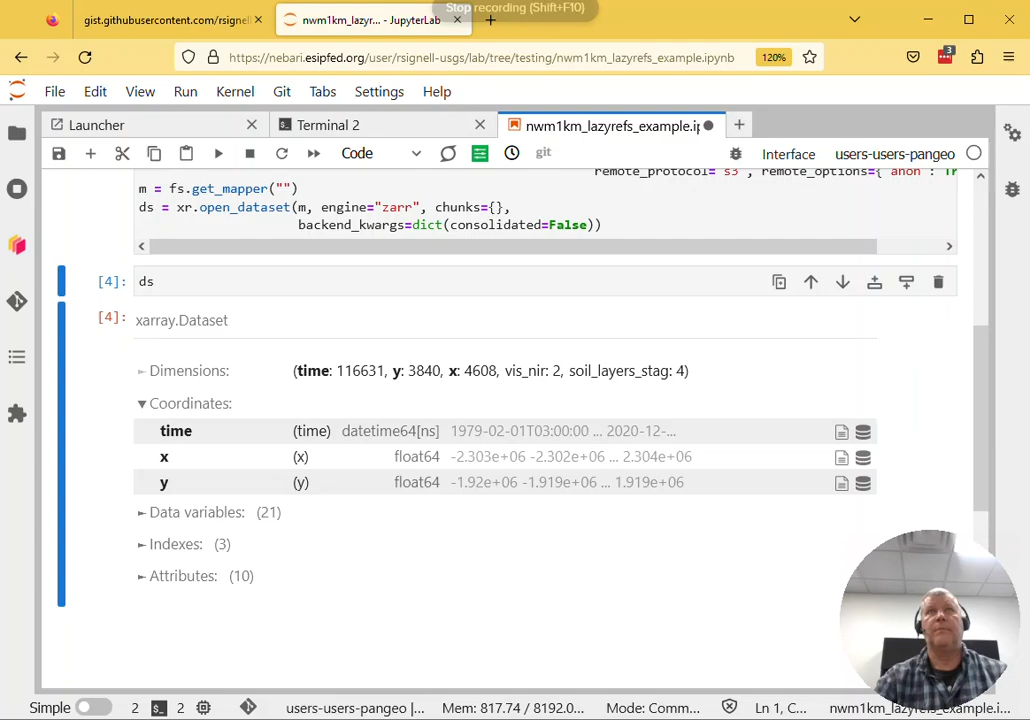 Stop recording (Shift+F10)
gist.githubusercontent.com/rsignel
nwm1km_lazyr... - JupyterLab
https://nebari.esipfed.org/user/rsignell-usgs/lab/tree/testing/nwm1km_lazyrefs_example.ipynb
120%
3
File Edit View Run Kernel Git Tabs Settings Help
Launcher
Terminal 2
nwm1km_lazyrefs_example.i
Code
git
Interface
users-users-pangeo
remote_protocol='s3', remote_options={'anon':
m = fs.get_mapper("")
ds = xr.open_dataset(m, engine="zarr", chunks={},
backend_kwargs=dict(consolidated=False))
[4]: ds
[4]: xarray.Dataset
Dimensions: (time: 116631, y: 3840, x: 4608, vis_nir: 2, soil_layers_stag: 4)
Coordinates:
time (time) datetime64[ns] 1979-02-01T03:00:00 ... 2020-12-...
x (x) float64 -2.303e+06 -2.302e+06 ... 2.304e+06
y (y) float64 -1.92e+06 -1.919e+06 ... 1.919e+06
Data variables: (21)
Indexes: (3)
Attributes: (10)
Simple 2 2 users-users-pangeo |... Mem: 817.74 / 8192.0... Mode: Comm... Ln 1, C... nwm1km_lazyrefs_example.i...